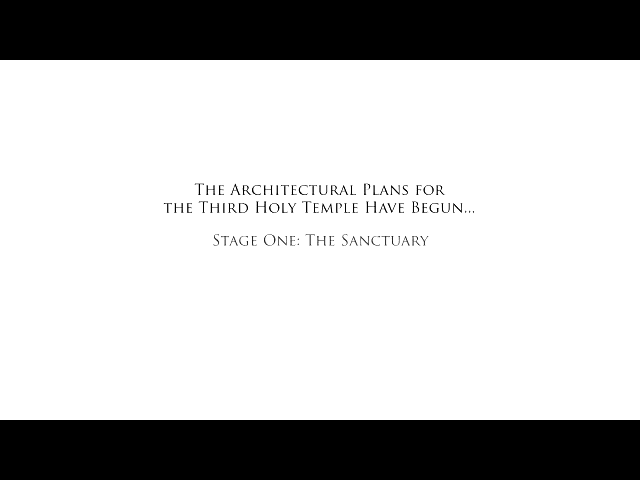 The Architectural Plans for
the Third Holy Temple Have Begun...
Stage One: The Sanctuary